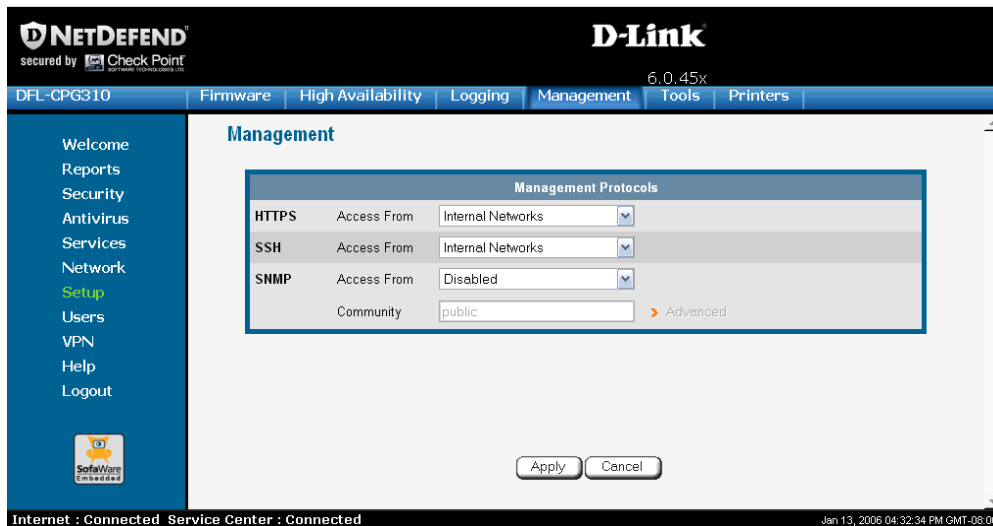 D NETDEFEND
D-Link
secured by Check Point
SOFTWARE TECHNOLOGIES LTD.
6.0.45x
DFL-CPG310
Firmware
High Availability
Logging
Management
Tools
Printers
Welcome
Reports
Security
Antivirus
Services
Network
Setup
Users
VPN
Help
Logout
SofaWare
Embedded
Management
Management Protocols
HTTPS Access From Internal Networks
SSH Access From Internal Networks
SNMP Access From Disabled
Community public Advanced
Apply Cancel
Internet : Connected Service Center : Connected
Jan 13, 2006 04:32:34 PM GMT-08:0